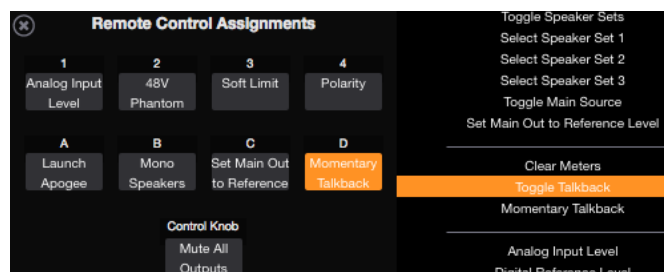 Remote Control Assignments
1
2
3
4
Analog Input
Level
48V
Phantom
Soft Limit
Polarity
A
B
C
D
Launch
Apogee
Mono
Speakers
Set Main Out
to Reference
Momentary
Talkback
Control Knob
Mute All
Outputs
Toggle Speaker Sets
Select Speaker Set 1
Select Speaker Set 2
Select Speaker Set 3
Toggle Main Source
Set Main Out to Reference Level
Clear Meters
Toggle Talkback
Momentary Talkback
Analog Input Level
Digital Reference Level